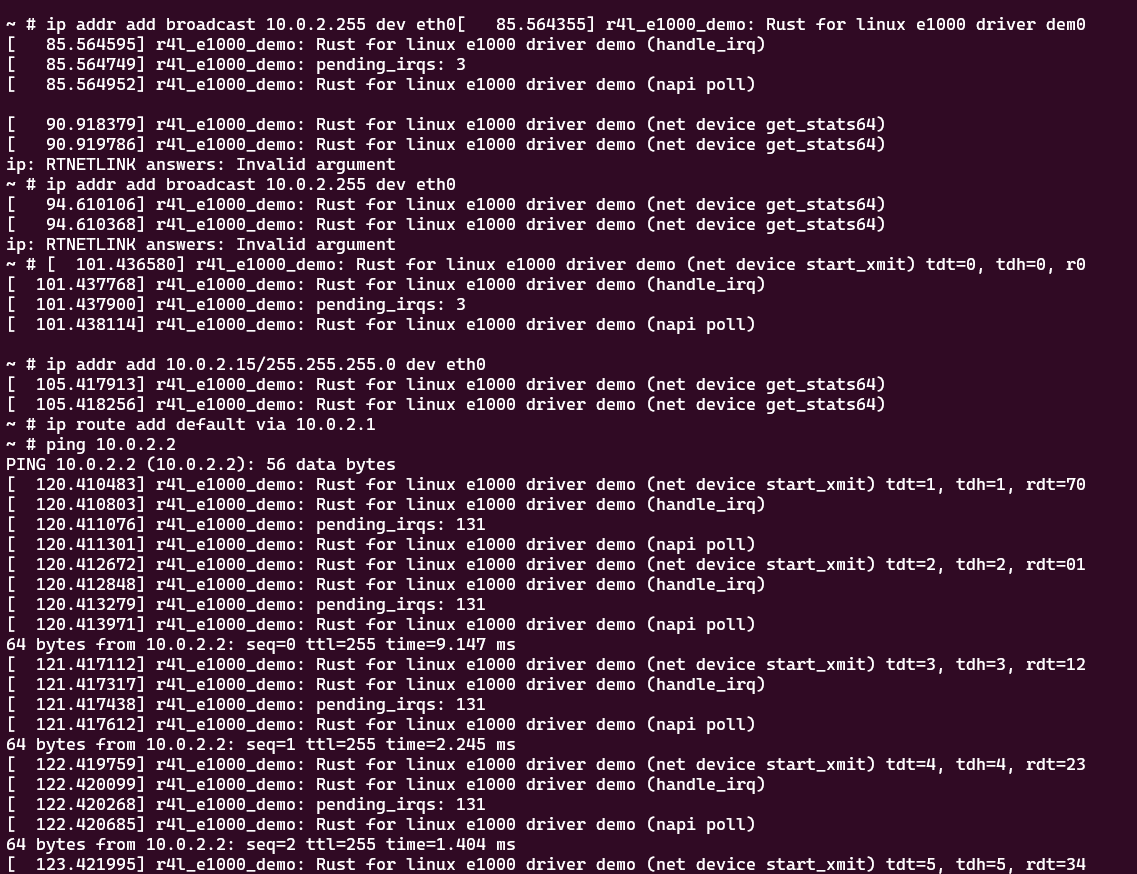 ~ # ip addr add broadcast 10.0.2.255 dev eth0[   85.564355] r4l_e1000_demo: Rust for linux e1000 driver dem0
[   85.564595] r4l_e1000_demo: Rust for linux e1000 driver demo (handle_irq)
[   85.564749] r4l_e1000_demo: pending_irqs: 3
[   85.564952] r4l_e1000_demo: Rust for linux e1000 driver demo (napi poll)
[   90.918379] r4l_e1000_demo: Rust for linux e1000 driver demo (net device get_stats64)
[   90.919786] r4l_e1000_demo: Rust for linux e1000 driver demo (net device get_stats64)
ip: RTNETLINK answers: Invalid argument
~ # ip addr add broadcast 10.0.2.255 dev eth0
[   94.610106] r4l_e1000_demo: Rust for linux e1000 driver demo (net device get_stats64)
[   94.610368] r4l_e1000_demo: Rust for linux e1000 driver demo (net device get_stats64)
ip: RTNETLINK answers: Invalid argument
~ # [  101.436580] r4l_e1000_demo: Rust for linux e1000 driver demo (net device start_xmit) tdt=0, tdh=0, r0
[  101.437768] r4l_e1000_demo: Rust for linux e1000 driver demo (handle_irq)
[  101.437900] r4l_e1000_demo: pending_irqs: 3
[  101.438114] r4l_e1000_demo: Rust for linux e1000 driver demo (napi poll)
~ # ip addr add 10.0.2.15/255.255.255.0 dev eth0
[  105.417913] r4l_e1000_demo: Rust for linux e1000 driver demo (net device get_stats64)
[  105.418256] r4l_e1000_demo: Rust for linux e1000 driver demo (net device get_stats64)
~ # ip route add default via 10.0.2.1
~ # ping 10.0.2.2
PING 10.0.2.2 (10.0.2.2): 56 data bytes
[  120.410483] r4l_e1000_demo: Rust for linux e1000 driver demo (net device start_xmit) tdt=1, tdh=1, rdt=70
[  120.410803] r4l_e1000_demo: Rust for linux e1000 driver demo (handle_irq)
[  120.411076] r4l_e1000_demo: pending_irqs: 131
[  120.411301] r4l_e1000_demo: Rust for linux e1000 driver demo (napi poll)
[  120.412672] r4l_e1000_demo: Rust for linux e1000 driver demo (net device start_xmit) tdt=2, tdh=2, rdt=01
[  120.412848] r4l_e1000_demo: Rust for linux e1000 driver demo (handle_irq)
[  120.413279] r4l_e1000_demo: pending_irqs: 131
[  120.413971] r4l_e1000_demo: Rust for linux e1000 driver demo (napi poll)
64 bytes from 10.0.2.2: seq=0 ttl=255 time=9.147 ms
[  121.417112] r4l_e1000_demo: Rust for linux e1000 driver demo (net device start_xmit) tdt=3, tdh=3, rdt=12
[  121.417317] r4l_e1000_demo: Rust for linux e1000 driver demo (handle_irq)
[  121.417438] r4l_e1000_demo: pending_irqs: 131
[  121.417612] r4l_e1000_demo: Rust for linux e1000 driver demo (napi poll)
64 bytes from 10.0.2.2: seq=1 ttl=255 time=2.245 ms
[  122.419759] r4l_e1000_demo: Rust for linux e1000 driver demo (net device start_xmit) tdt=4, tdh=4, rdt=23
[  122.420099] r4l_e1000_demo: Rust for linux e1000 driver demo (handle_irq)
[  122.420268] r4l_e1000_demo: pending_irqs: 131
[  122.420685] r4l_e1000_demo: Rust for linux e1000 driver demo (napi poll)
64 bytes from 10.0.2.2: seq=2 ttl=255 time=1.404 ms
[  123.421995] r4l_e1000_demo: Rust for linux e1000 driver demo (net device start_xmit) tdt=5, tdh=5, rdt=34